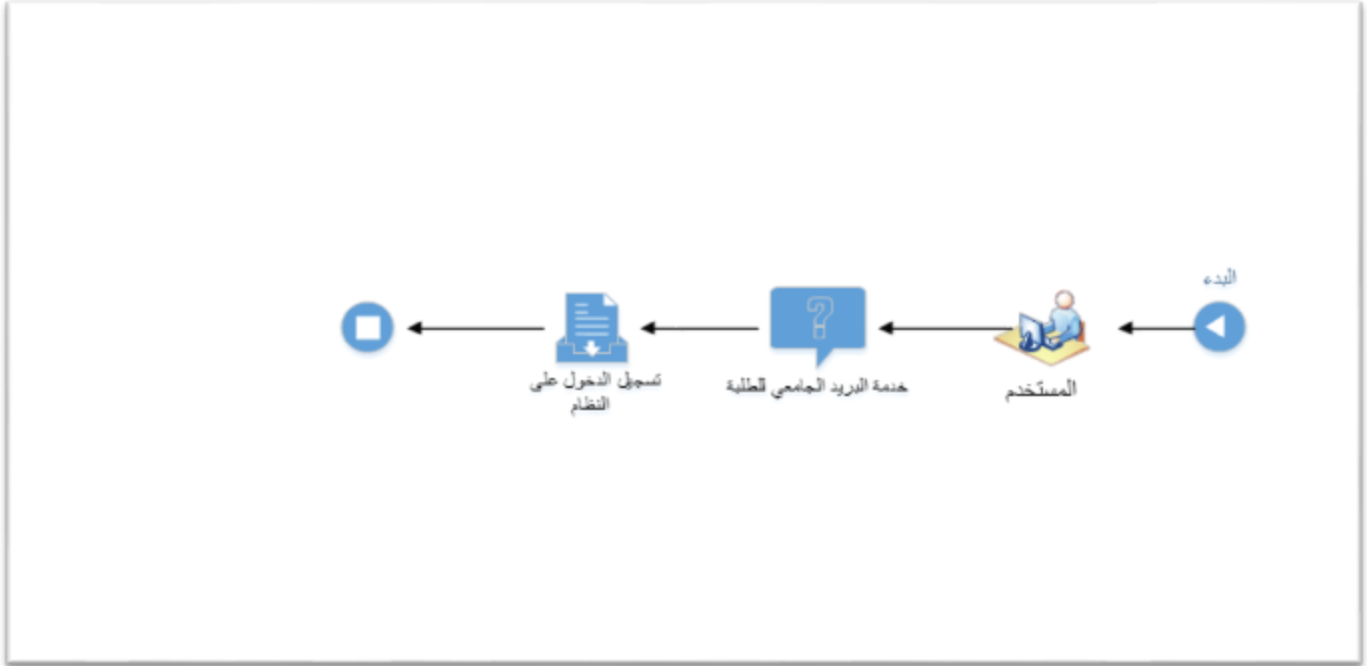 البدء
المستخدم
خدمة البريد الجامعي للطلبة
تسجيل الدخول على
النظام